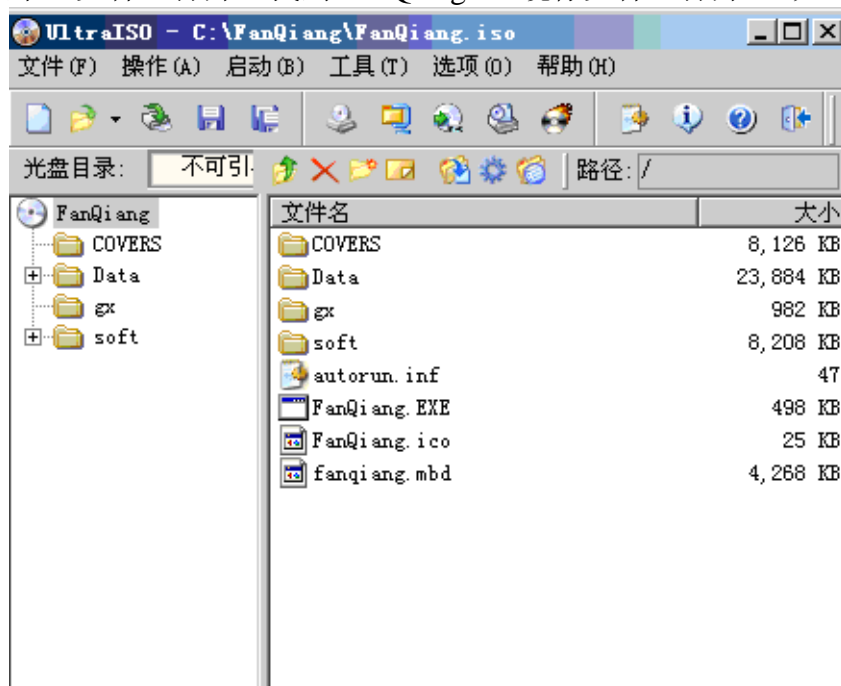 UltraISO - C:\FanQiang\FanQiang.iso
文件(F) 操作(A) 启动(B) 工具(T) 选项(O) 帮助(H)
光盘目录: 不可引 路径: /
FanQiang
COVERS
Data
gx
soft
文件名 大小
COVERS 8,126 KB
Data 23,884 KB
gx 982 KB
soft 8,208 KB
autorun.inf 47
FanQiang.EXE 498 KB
FanQiang.ico 25 KB
fanqiang.mbd 4,268 KB